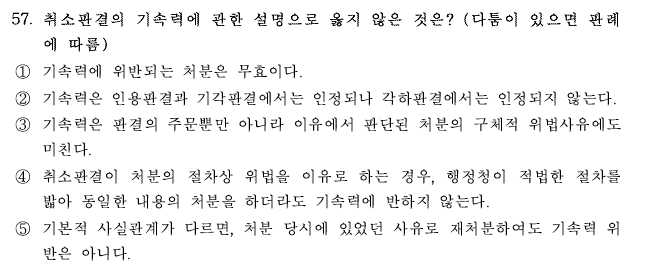 57. 취소판결의 기속력에 관한 설명으로 옳지 않은 것은? (다툼이 있으면 판례
에 따름)
① 기속력에 위반되는 처분은 무효이다.
② 기속력은 인용판결과 기각판결에서는 인정되나 각하판결에서는 인정되지 않는다.
③ 기속력은 판결의 주문뿐만 아니라 이유에서 판단된 처분의 구체적 위법사유에도
미친다.
④ 취소판결이 처분의 절차상 위법을 이유로 하는 경우, 행정청이 적법한 절차를
밟아 동일한 내용의 처분을 하더라도 기속력에 반하지 않는다.
⑤ 기본적 사실관계가 다르면, 처분 당시에 있었던 사유로 재처분하여도 기속력 위
반은 아니다.